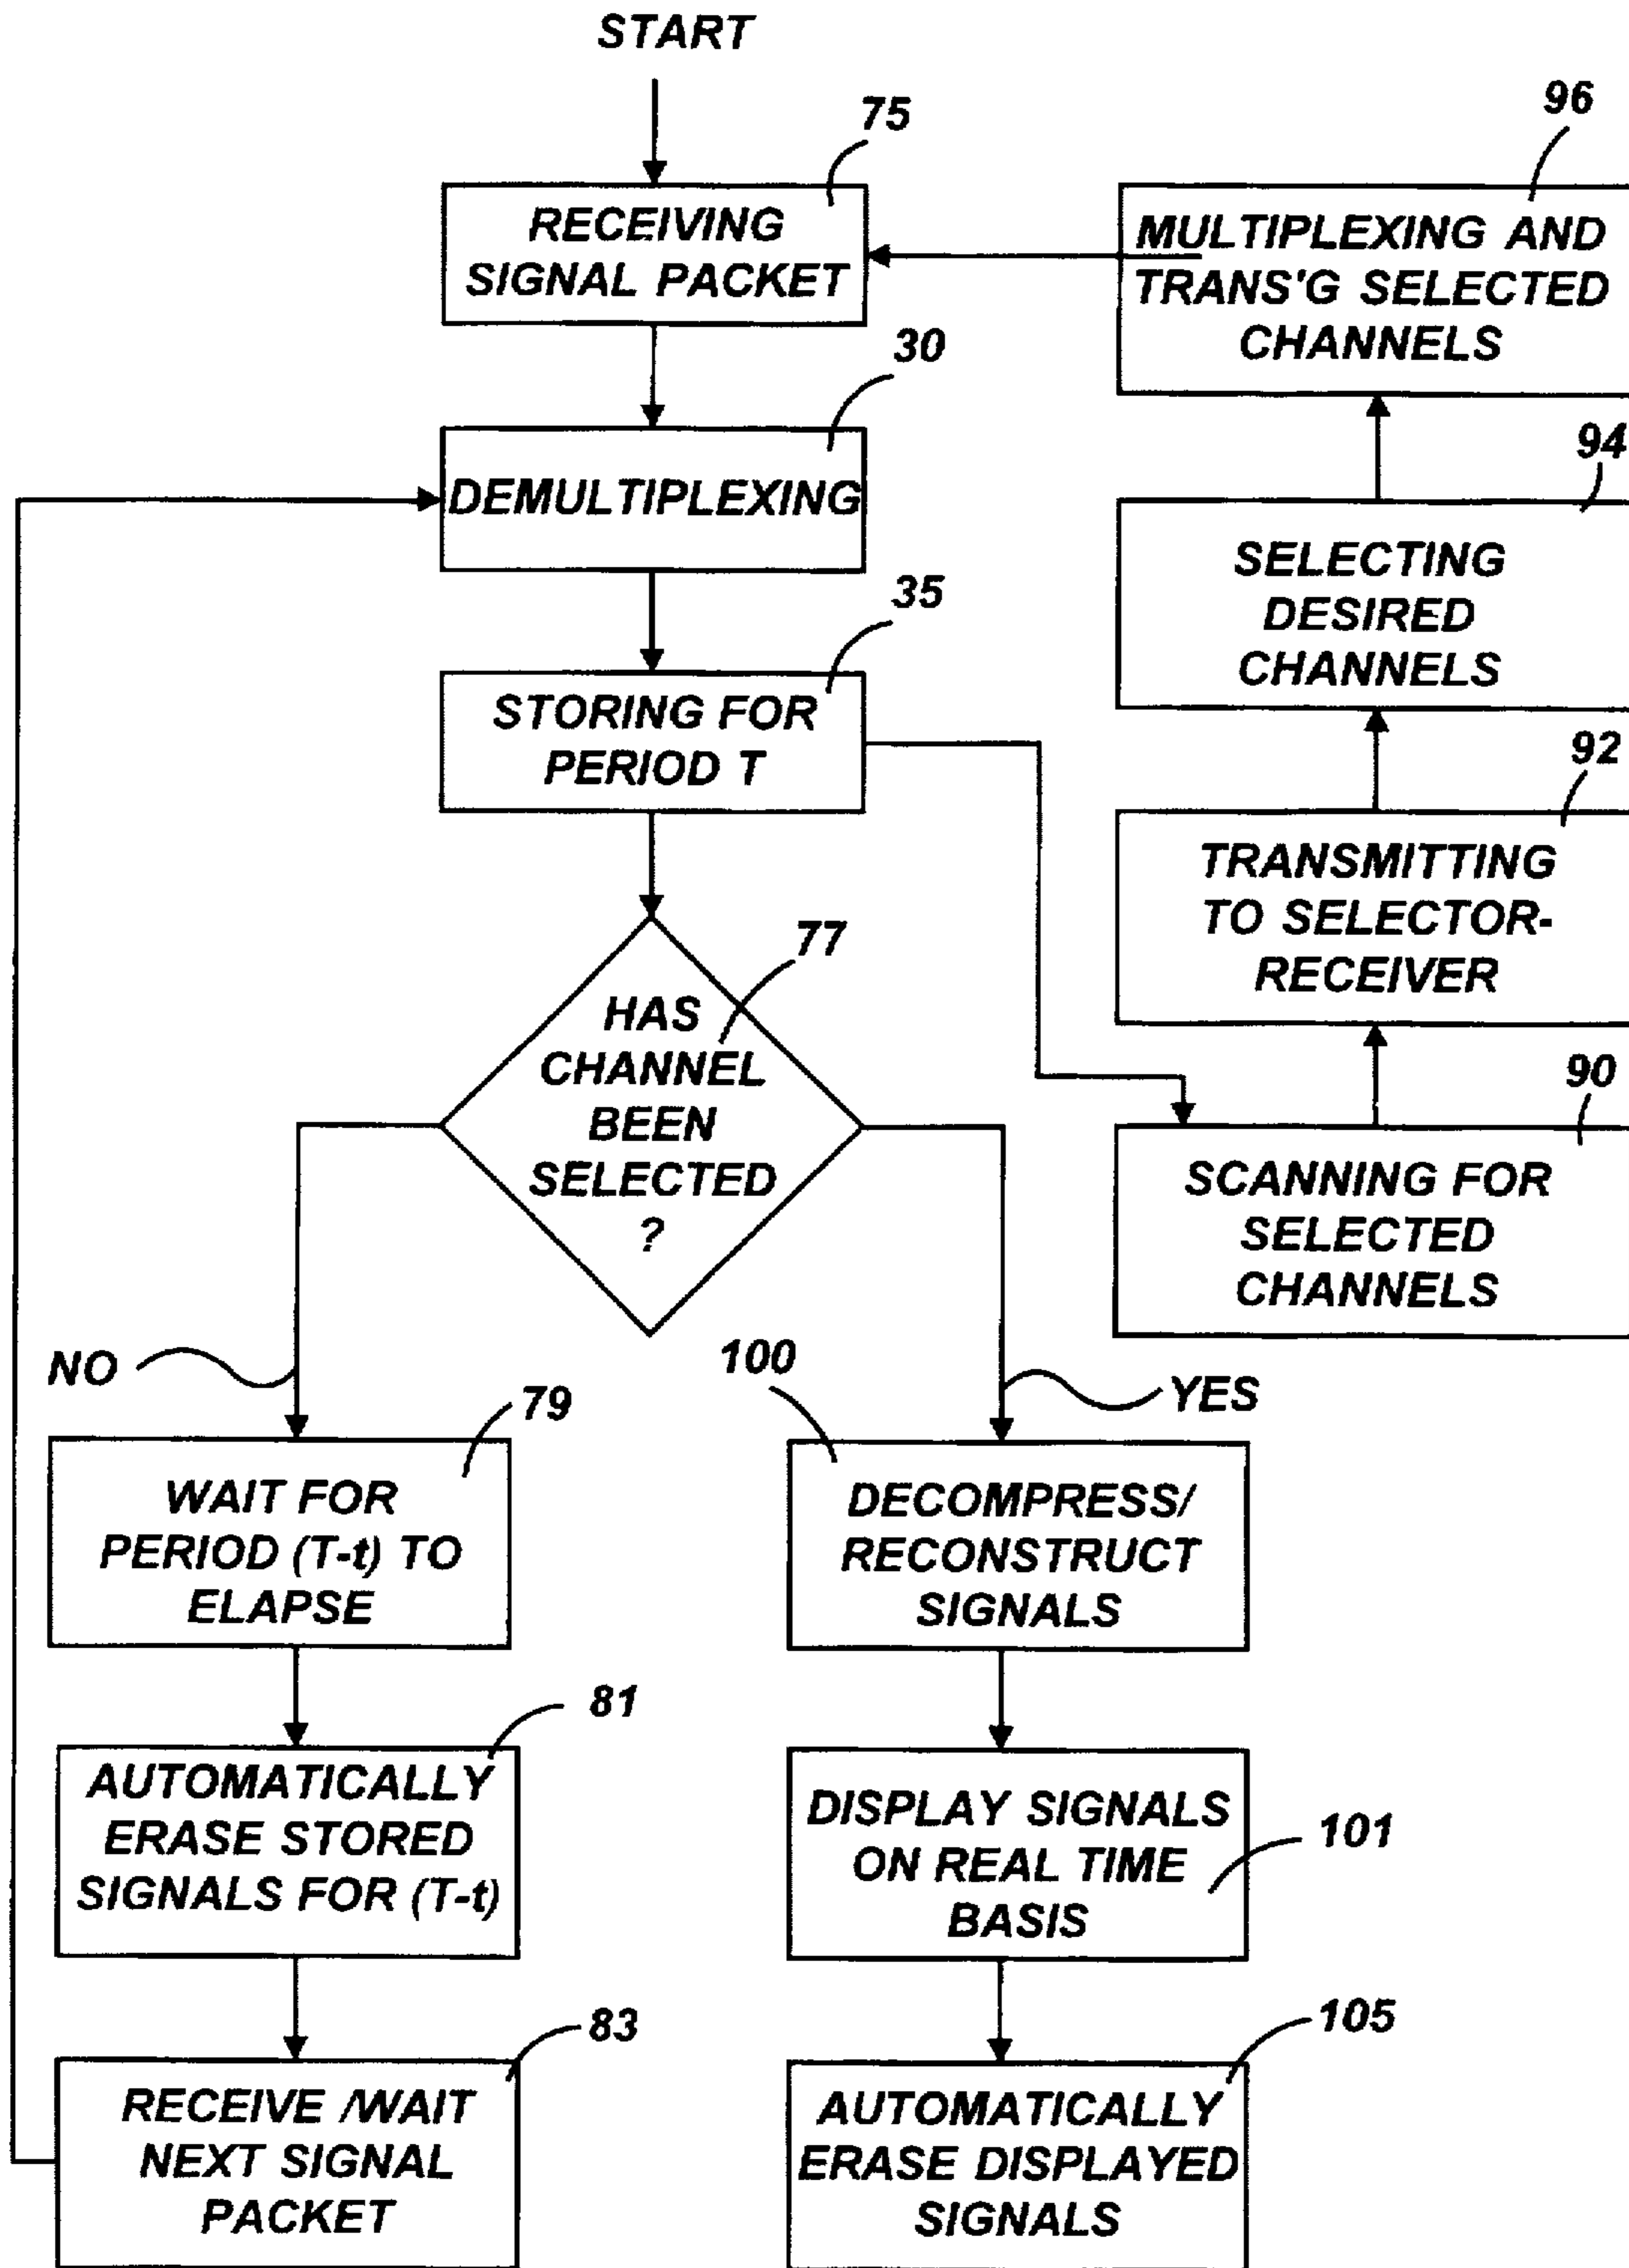 START
75
RECEIVING
SIGNAL PACKET
96
MULTIPLEXING AND
TRANS'G SELECTED
CHANNELS
30
DEMULTIPLEXING
94
SELECTING
DESIRED
CHANNELS
35
STORING FOR
PERIOD T
92
TRANSMITTING
TO SELECTOR-
RECEIVER
77
HAS
CHANNEL
BEEN
SELECTED
?
90
SCANNING FOR
SELECTED
CHANNELS
NO
YES
79
WAIT FOR
PERIOD (T-t) TO
ELAPSE
100
DECOMPRESS/
RECONSTRUCT
SIGNALS
81
AUTOMATICALLY
ERASE STORED
SIGNALS FOR (T-t)
101
DISPLAY SIGNALS
ON REAL TIME
BASIS
83
RECEIVE /WAIT
NEXT SIGNAL
PACKET
105
AUTOMATICALLY
ERASE DISPLAYED
SIGNALS